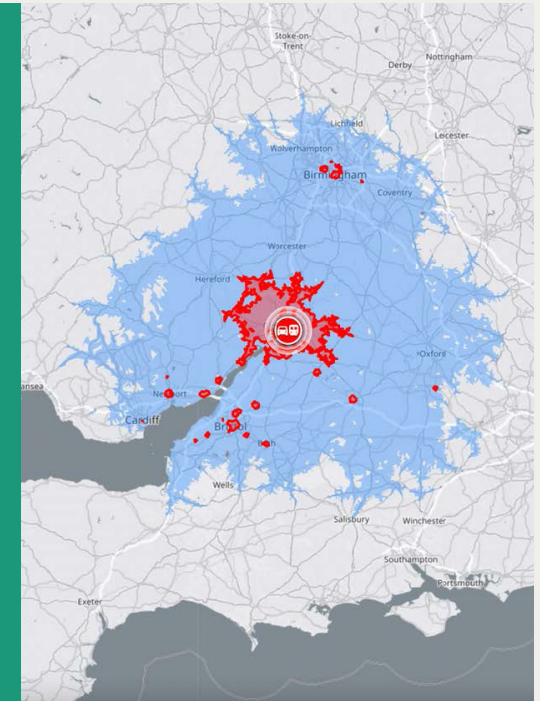 Stoke-on-
Trent
Derby
Nottingham
Lichfield
Leicester
Wolverhampton
Birmingham
Coventry
Worcester
Hereford
Oxford
ansea
Newport
Cardiff
Bristol
Bath
Wells
Salisbury
Winchester
Southampton
Portsmouth
Exeter